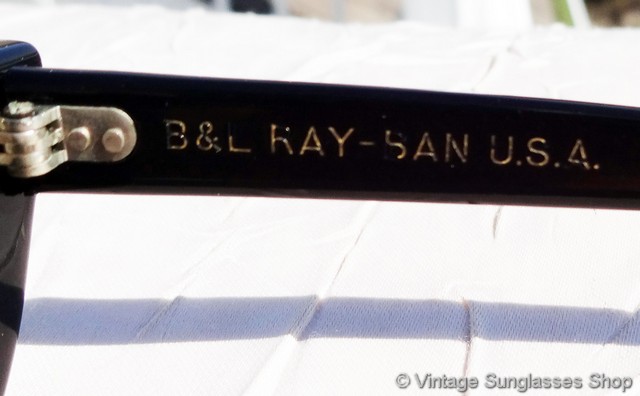 B&L RAY-BAN U.S.A.
© Vintage Sunglasses Shop